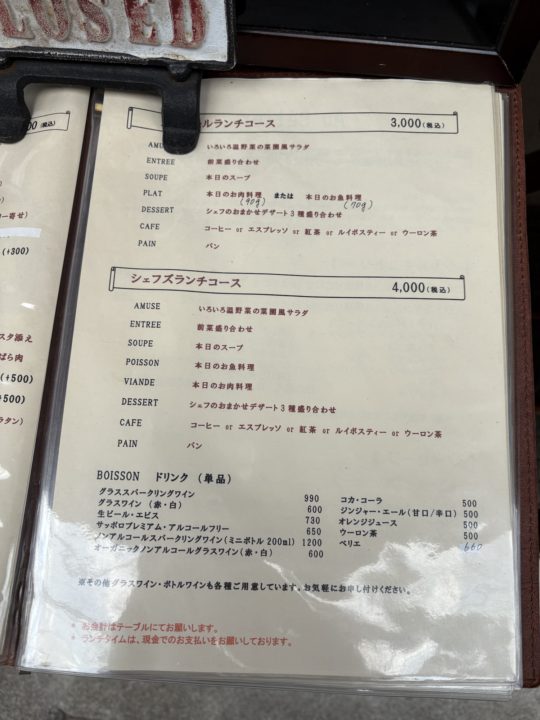 CLOSED
00 (税込)
ー寄せ)
(+300)
スタ添え
ばら肉
(+500)
+500)
ラタン)
ルランチコース 3,000(税込)
AMUSE いろいろ温野菜の菜園風サラダ
ENTREE 前菜盛り合わせ
SOUPE 本日のスープ
PLAT 本日のお肉料理 または 本日のお魚料理
(90g) (70g)
DESSERT シェフのおまかせデザート3種盛り合わせ
CAFE コーヒー or エスプレッソ or 紅茶 or ルイボスティー or ウーロン茶
PAIN パン
シェフズランチコース 4,000(税込)
AMUSE いろいろ温野菜の菜園風サラダ
ENTREE 前菜盛り合わせ
SOUPE 本日のスープ
POISSON 本日のお魚料理
VIANDE 本日のお肉料理
DESSERT シェフのおまかせデザート3種盛り合わせ
CAFE コーヒー or エスプレッソ or 紅茶 or ルイボスティー or ウーロン茶
PAIN パン
BOISSON ドリンク (単品)
グラススパークリングワイン 990
グラスワイン (赤・白) 600
生ビール・エビス 730
サッポロプレミアム・アルコールフリー 650
ノンアルコールスパークリングワイン(ミニボトル 200ml) 1200
オーガニックノンアルコールグラスワイン(赤・白) 600
コカ・コーラ 500
ジンジャー・エール(甘口/辛口) 500
オレンジジュース 500
ウーロン茶 500
ペリエ 660
※その他グラスワイン・ボトルワインも各種ご用意しています。お気軽にお申し付けください。
* お会計はテーブルにてお願いします。
* ランチタイムは、現金でのお支払いをお願いしております。